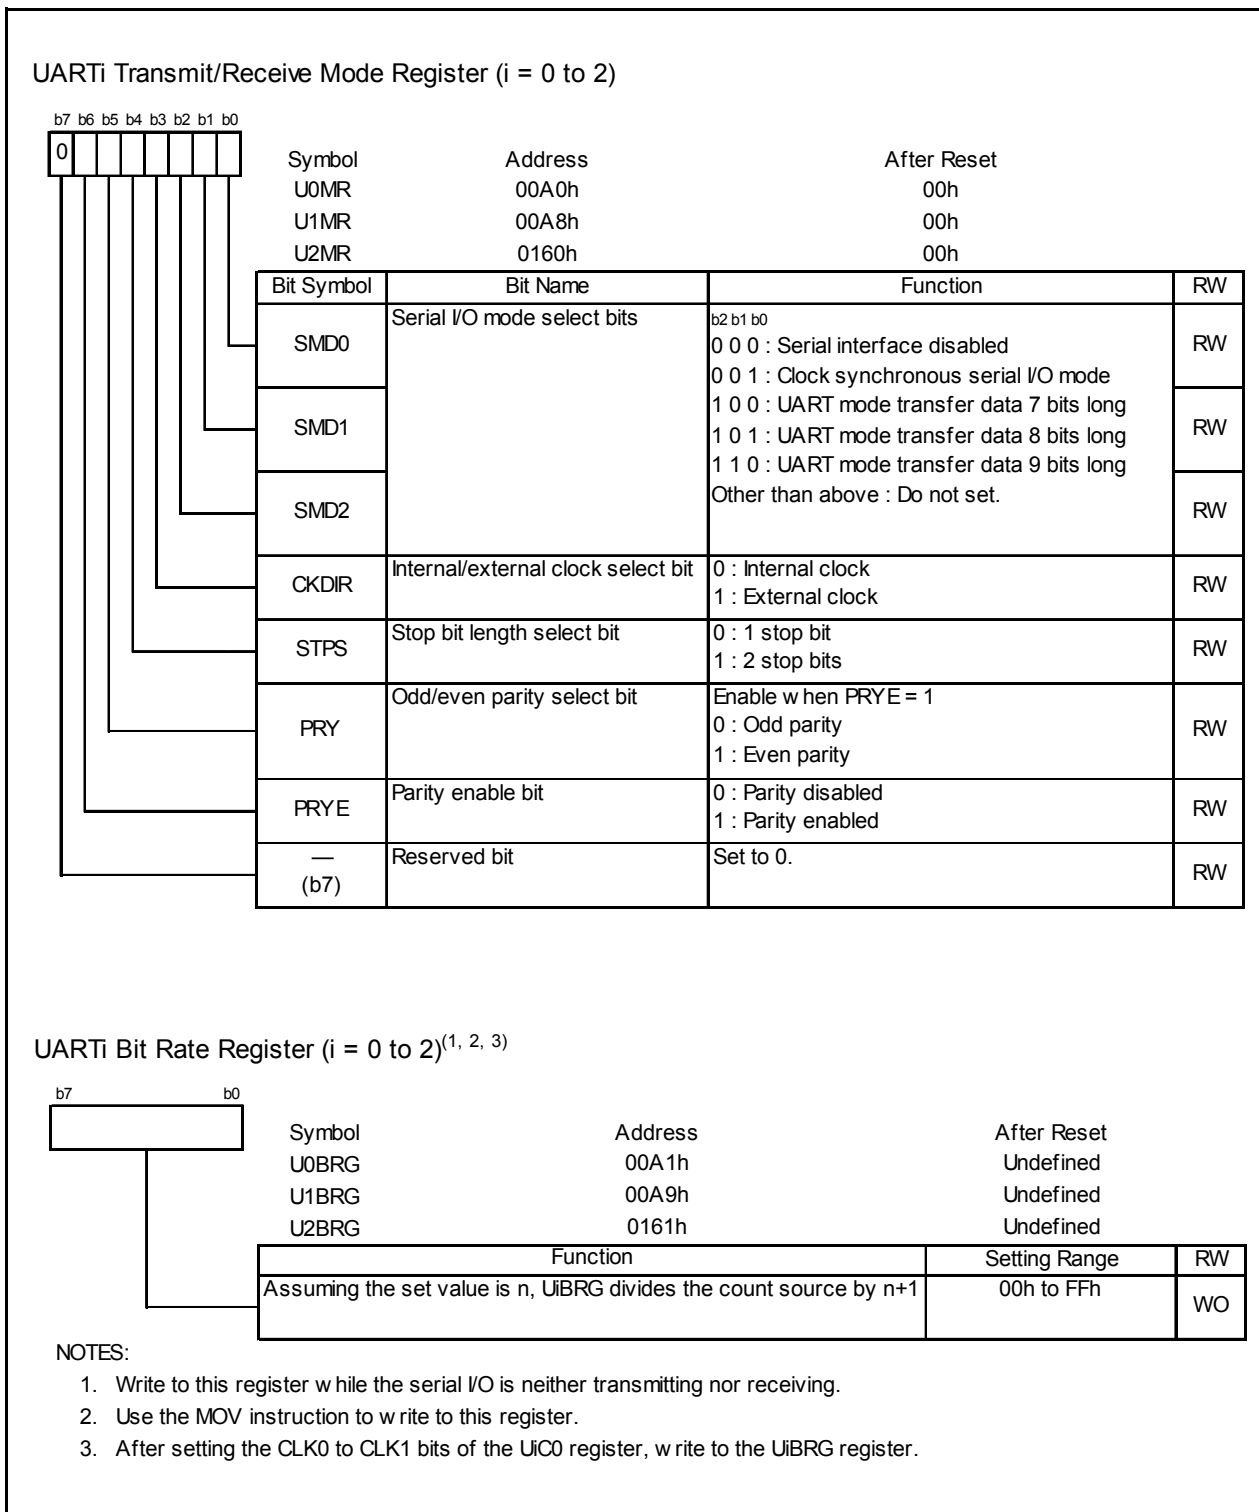 UARTi Transmit/Receive Mode Register (i = 0 to 2)
b7 b6 b5 b4 b3 b2 b1 b0
0
Symbol Address After Reset
U0MR 00A0h 00h
U1MR 00A8h 00h
U2MR 0160h 00h
Bit Symbol Bit Name Function RW
SMD0 Serial I/O mode select bits b2 b1 b0
0 0 0 : Serial interface disabled RW
0 0 1 : Clock synchronous serial I/O mode
1 0 0 : UART mode transfer data 7 bits long
SMD1 1 0 1 : UART mode transfer data 8 bits long RW
1 1 0 : UART mode transfer data 9 bits long
Other than above : Do not set.
SMD2 RW
CKDIR Internal/external clock select bit 0 : Internal clock RW
1 : External clock
STPS Stop bit length select bit 0 : 1 stop bit RW
1 : 2 stop bits
PRY Odd/even parity select bit Enable when PRYE = 1
0 : Odd parity RW
1 : Even parity
PRYE Parity enable bit 0 : Parity disabled RW
1 : Parity enabled
— Reserved bit Set to 0. RW
(b7)
UARTi Bit Rate Register (i = 0 to 2)(1, 2, 3)
b7 b0
Symbol Address After Reset
U0BRG 00A1h Undefined
U1BRG 00A9h Undefined
U2BRG 0161h Undefined
Function Setting Range RW
Assuming the set value is n, UiBRG divides the count source by n+1 00h to FFh WO
NOTES:
1. Write to this register while the serial I/O is neither transmitting nor receiving.
2. Use the MOV instruction to write to this register.
3. After setting the CLK0 to CLK1 bits of the UiC0 register, write to the UiBRG register.